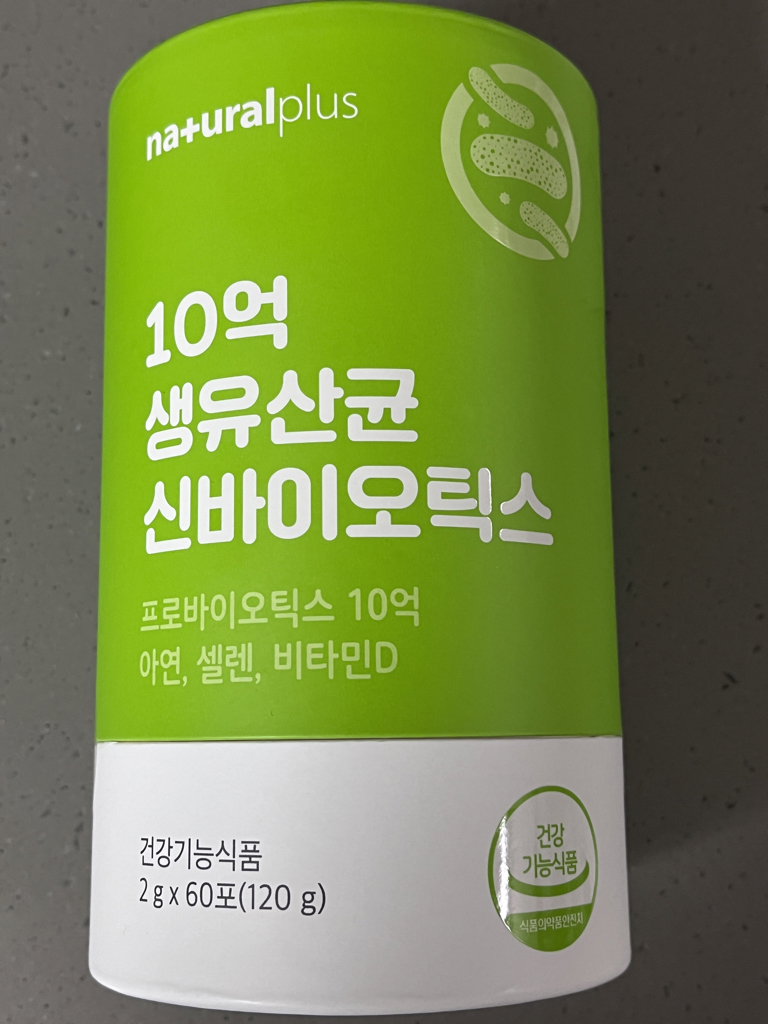 naturalplus
10억
생유산균
신바이오틱스
프로바이오틱스 10억
아연, 셀렌, 비타민D
건강기능식품
2 g x 60포(120 g)
건강
기능식품
식품의약품안전처